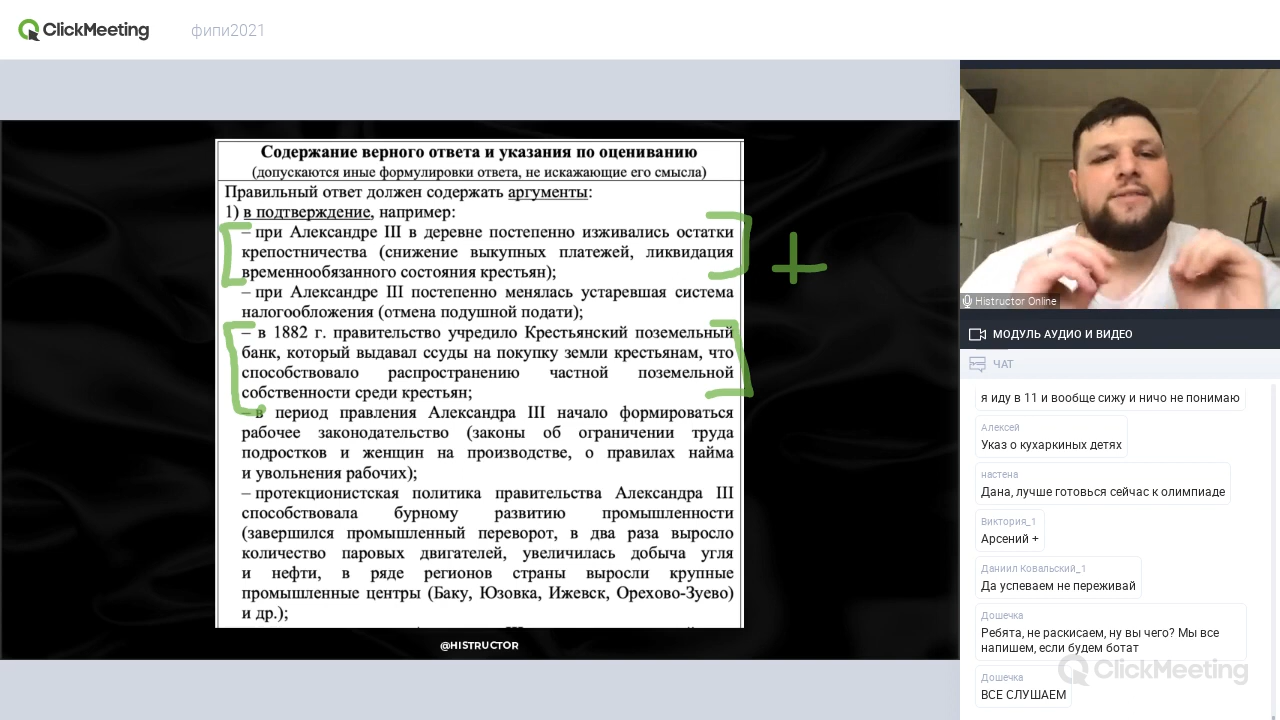 ClickMeeting
фипи2021
Содержание верного ответа и указания по оцениванию
(допускаются иные формулировки ответа, не искажающие его смысла)
Правильный ответ должен содержать аргументы:
1) в подтверждение, например:
– при Александре III в деревне постепенно изживались остатки
крепостничества (снижение выкупных платежей, ликвидация
временнообязанного состояния крестьян);
– при Александре III постепенно менялась устаревшая система
налогообложения (отмена подушной подати);
– в 1882 г. правительство учредило Крестьянский поземельный
банк, который выдавал ссуды на покупку земли крестьянам, что
способствовало распространению частной поземельной
собственности среди крестьян;
– в период правления Александра III начало формироваться
рабочее законодательство (законы об ограничении труда
подростков и женщин на производстве, о правилах найма
и увольнения рабочих);
– протекционистская политика правительства Александра III
способствовала бурному развитию промышленности
(завершился промышленный переворот, в два раза выросло
количество паровых двигателей, увеличилась добыча угля
и нефти, в ряде регионов страны выросли крупные
промышленные центры (Баку, Юзовка, Ижевск, Орехово-Зуево)
и др.);
+
@HISTRUCTOR
Histructor Online
МОДУЛЬ АУДИО И ВИДЕО
ЧАТ
я иду в 11 и вообще сижу и ничо не понимаю
Алексей
Указ о кухаркиных детях
настена
Дана, лучше готовься сейчас к олимпиаде
Виктория_1
Арсений +
Даниил Ковальский_1
Да успеваем не переживай
Дошечка
Ребята, не раскисаем, ну вы чего? Мы все
напишем, если будем ботат
Дошечка
ВСЕ СЛУШАЕМ
ClickMeeting